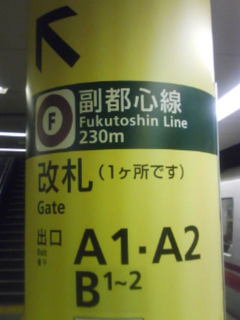 F
副都心線
Fukutoshin Line
230m
改札(1ヶ所です)
Gate
出口
A1・A2
B1~2